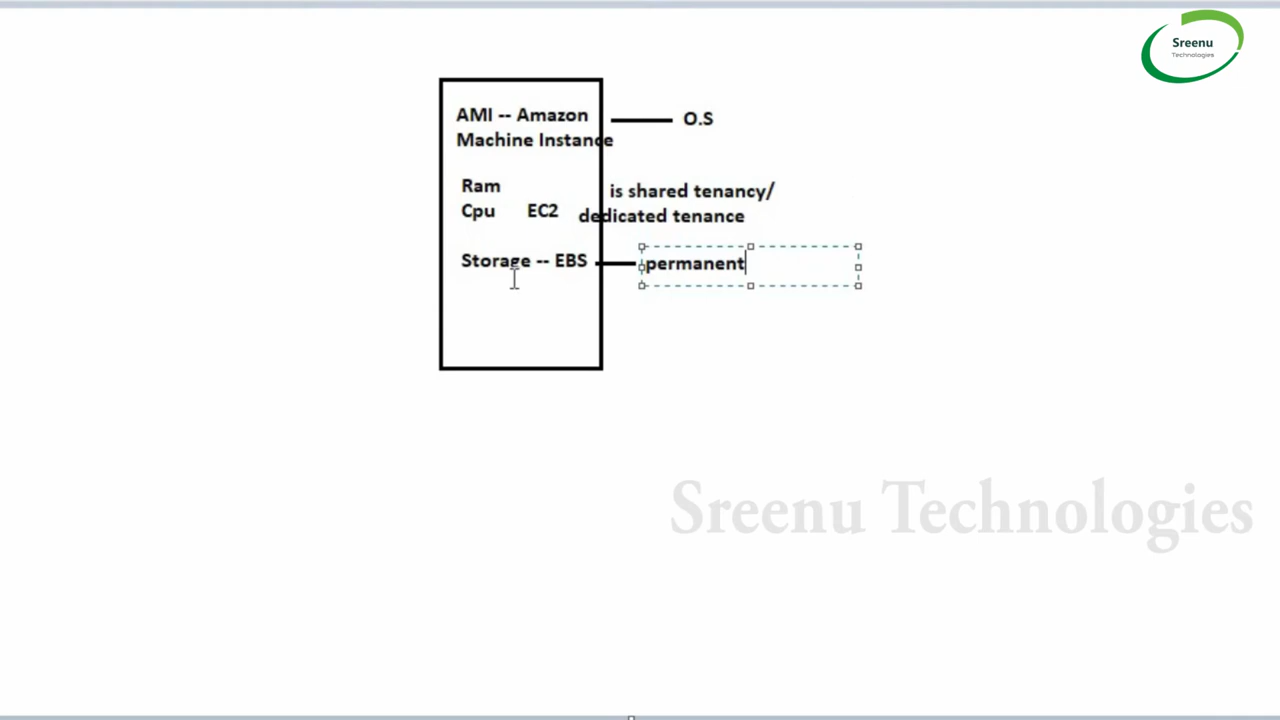 Sreenu
Technologies
AMI -- Amazon
Machine Instance
O.S
Ram
Cpu EC2
is shared tenancy/
dedicated tenance
Storage -- EBS
permanent
Sreenu Technologies